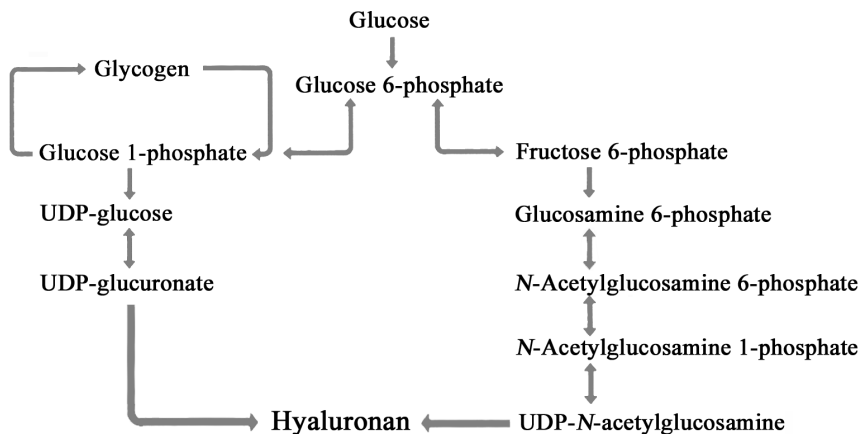 Glucose
Glycogen
Glucose 6-phosphate
Glucose 1-phosphate
Fructose 6-phosphate
UDP-glucose
Glucosamine 6-phosphate
UDP-glucuronate
N-Acetylglucosamine 6-phosphate
N-Acetylglucosamine 1-phosphate
Hyaluronan
UDP-N-acetylglucosamine